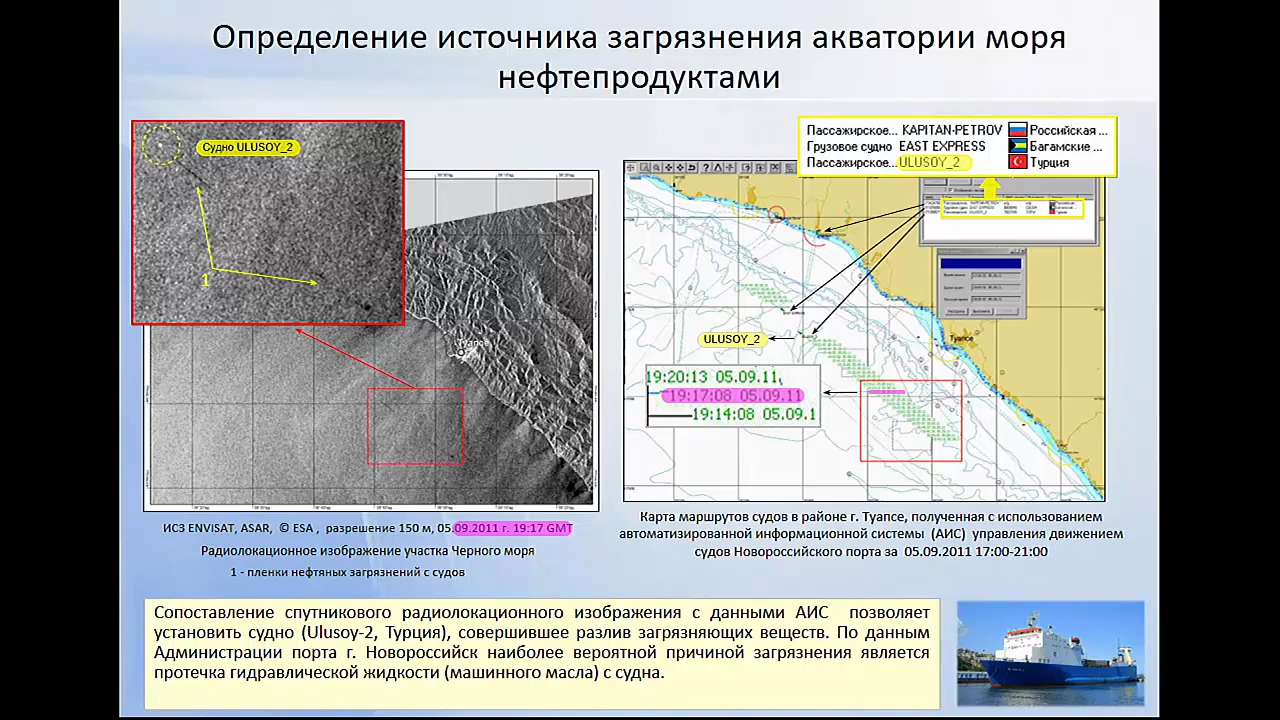 Определение источника загрязнения акватории моря
нефтепродуктами
Судно ULUSOY_2
1
Туапсе
Пассажирское... KAPITAN-PETROV Российская ...
Грузовое судно EAST EXPRESS Багамские ...
Пассажирское... ULUSOY_2 Турция
Туапсе
ULUSOY_2
19:20:13 05.09.11
19:17:08 05.09.11
19:14:08 05.09.1
ИСЗ ENVISAT, ASAR, © ESA , разрешение 150 м, 05.09.2011 г. 19:17 GMT
Радиолокационное изображение участка Черного моря
1 - пленки нефтяных загрязнений с судов
Карта маршрутов судов в районе г. Туапсе, полученная с использованием
автоматизированной информационной системы (АИС) управления движением
судов Новороссийского порта за 05.09.2011 17:00-21:00
Сопоставление спутникового радиолокационного изображения с данными АИС позволяет
установить судно (Ulusoy-2, Турция), совершившее разлив загрязняющих веществ. По данным
Администрации порта г. Новороссийск наиболее вероятной причиной загрязнения является
протечка гидравлической жидкости (машинного масла) с судна.